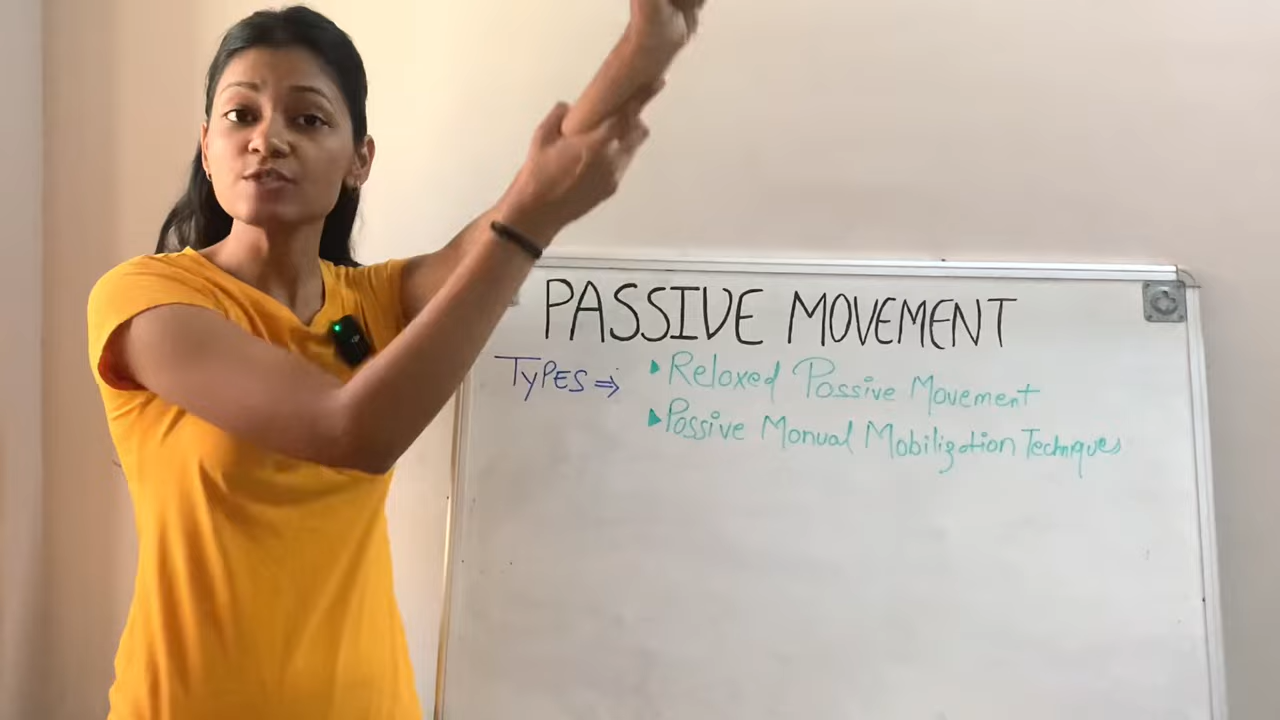 PASSIVE MOVEMENT
TYPES ⇒ ▸ Relaxed Passive Movement
▸ Passive Manual Mobilization Techniques